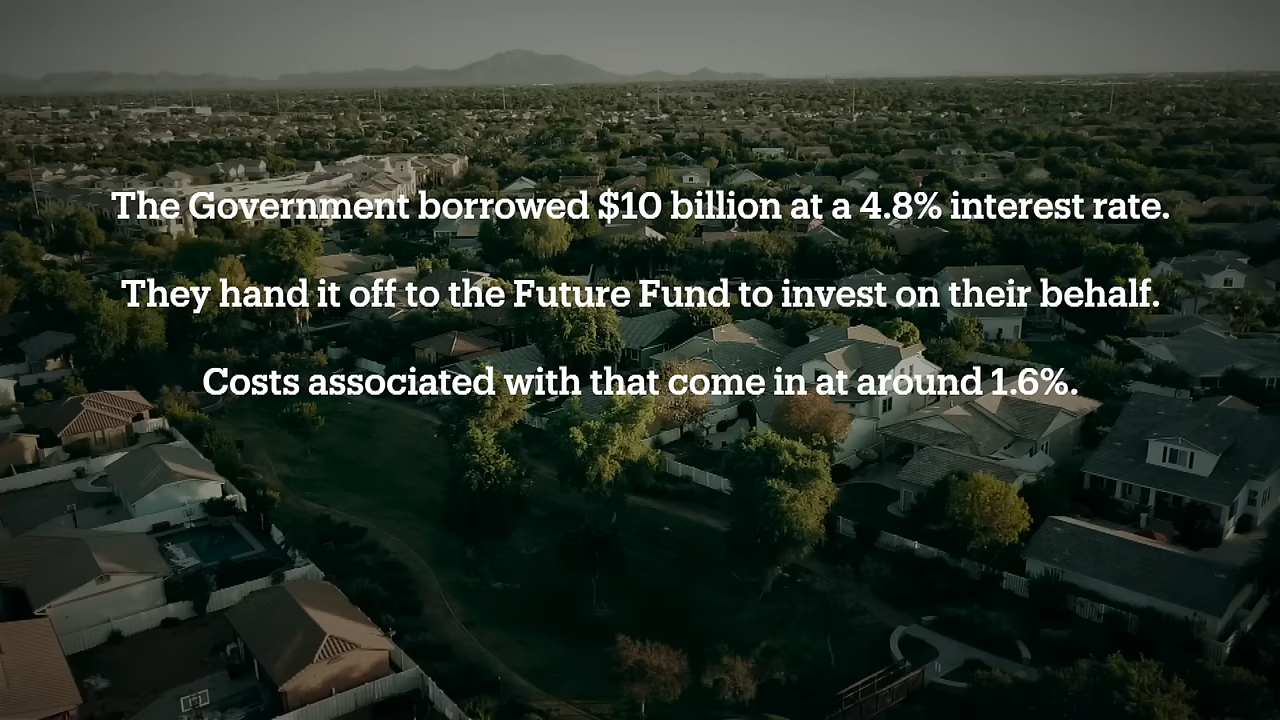 The Government borrowed $10 billion at a 4.8% interest rate.
They hand it off to the Future Fund to invest on their behalf.
Costs associated with that come in at around 1.6%.